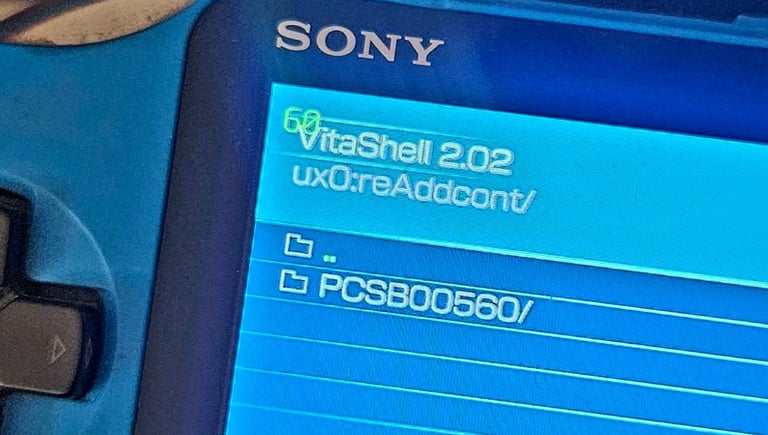 SONY
60
VitaShell 2.02
ux0:reAddcont/
..
PCSB00560/